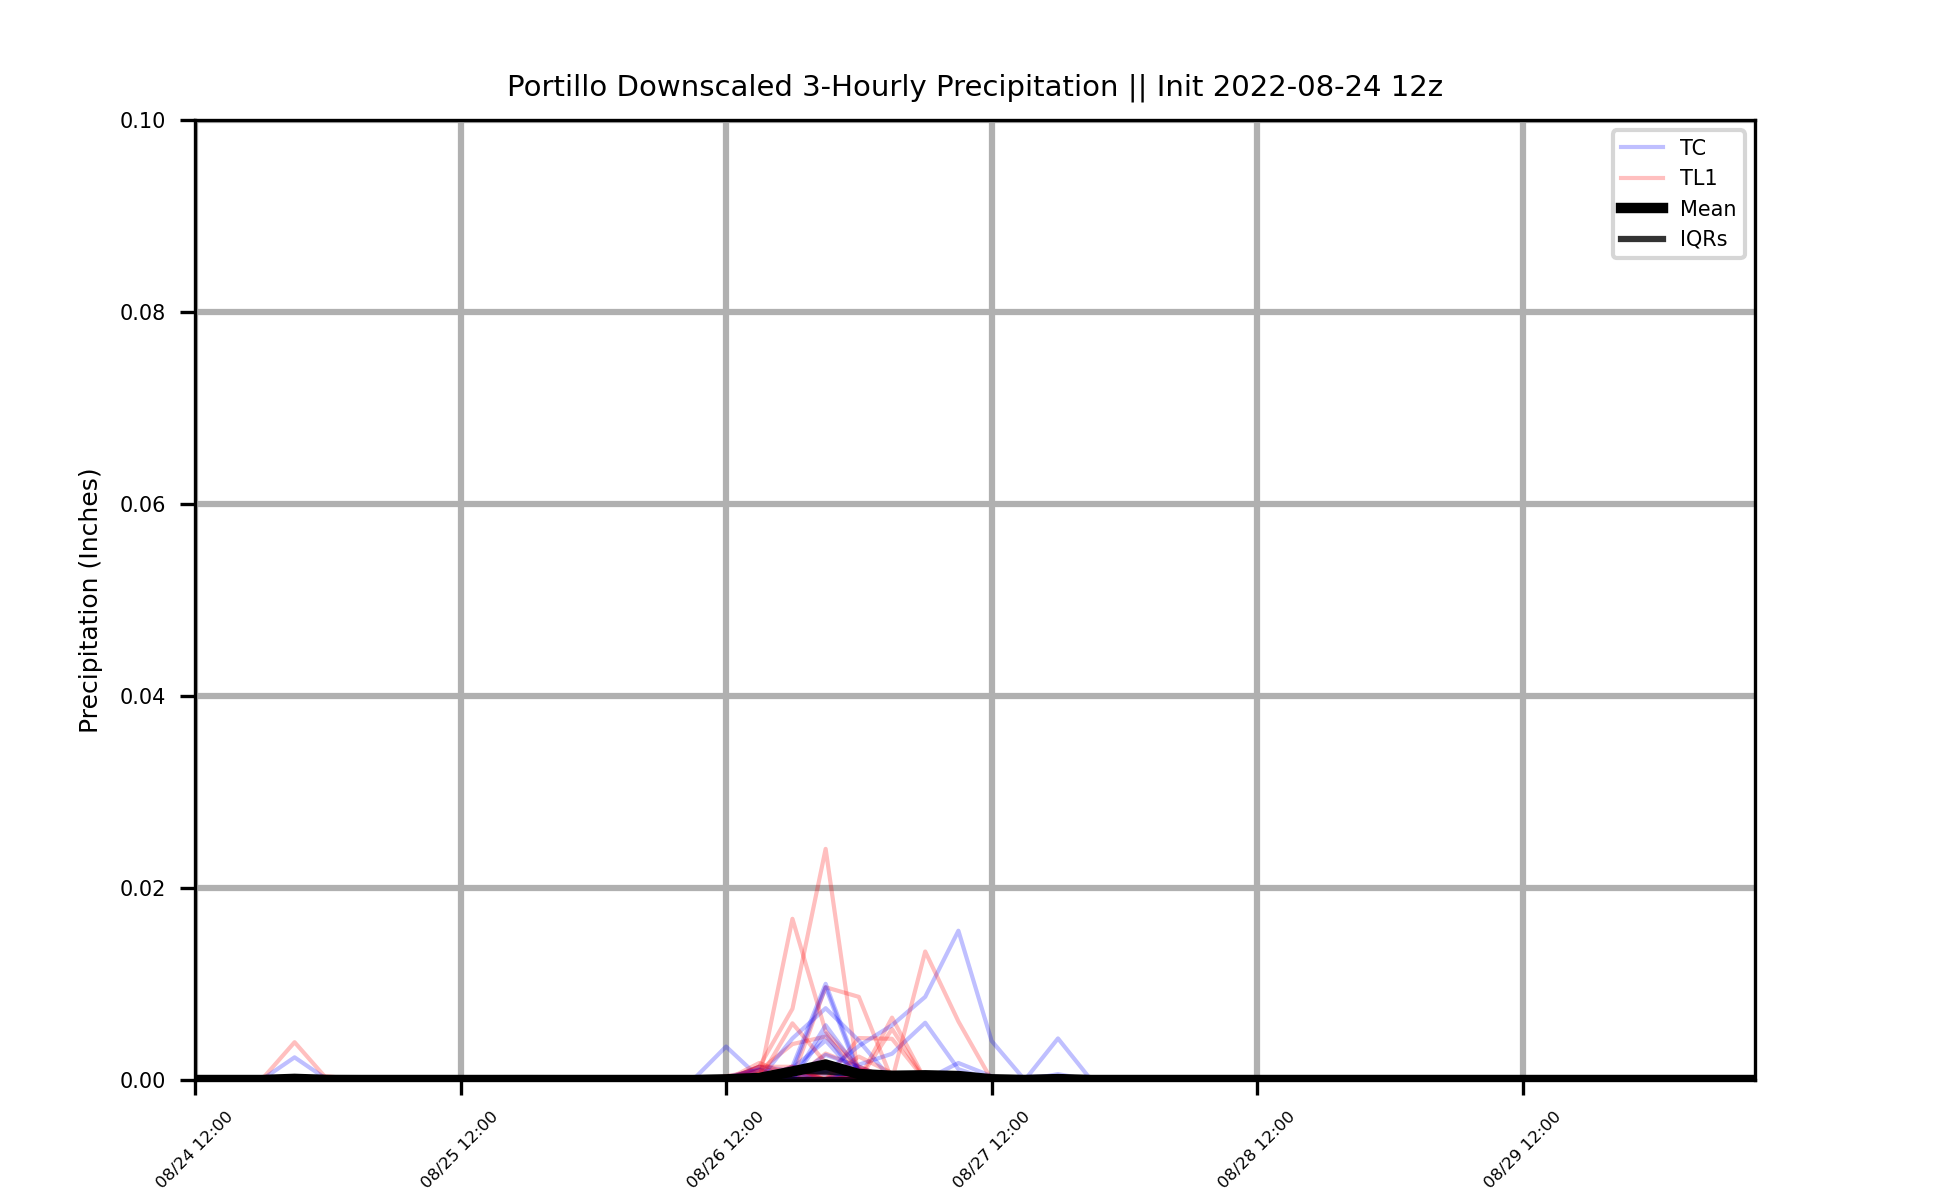 Portillo Downscaled 3-Hourly Precipitation || Init 2022-08-24 12z
0.10
0.08
0.06
0.04
0.02
0.00
Precipitation (Inches)
TC
TL1
Mean
IQRs
08/24 12:00
08/25 12:00
08/26 12:00
08/27 12:00
08/28 12:00
08/29 12:00